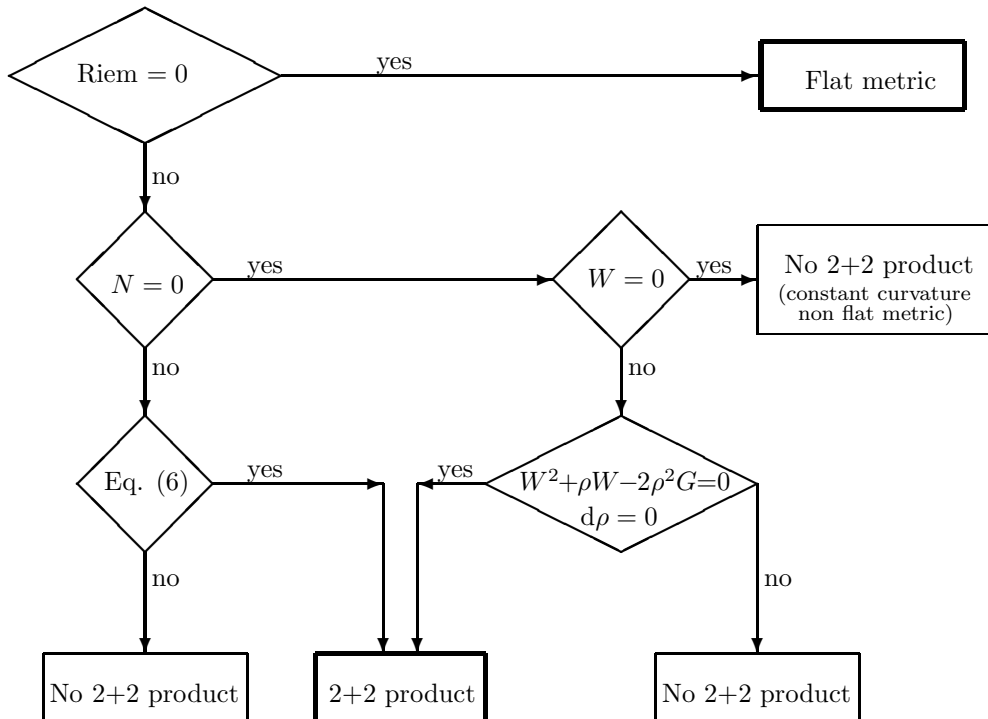 Riem = 0
yes
Flat metric
no
N = 0
yes
W = 0
yes
No 2+2 product
(constant curvature
non flat metric)
no
no
Eq. (6)
yes
yes
W²+ρW−2ρ²G=0
dρ = 0
no
no
No 2+2 product
2+2 product
No 2+2 product